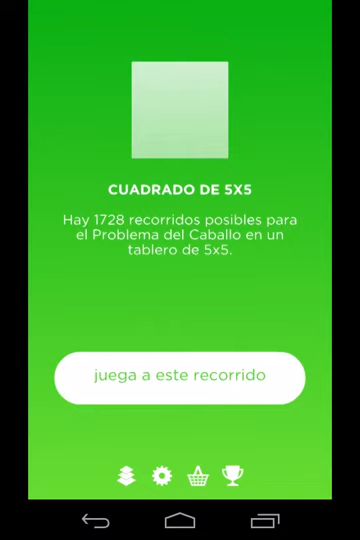 CUADRADO DE 5X5
Hay 1728 recorridos posibles para
el Problema del Caballo en un
tablero de 5x5.
juega a este recorrido